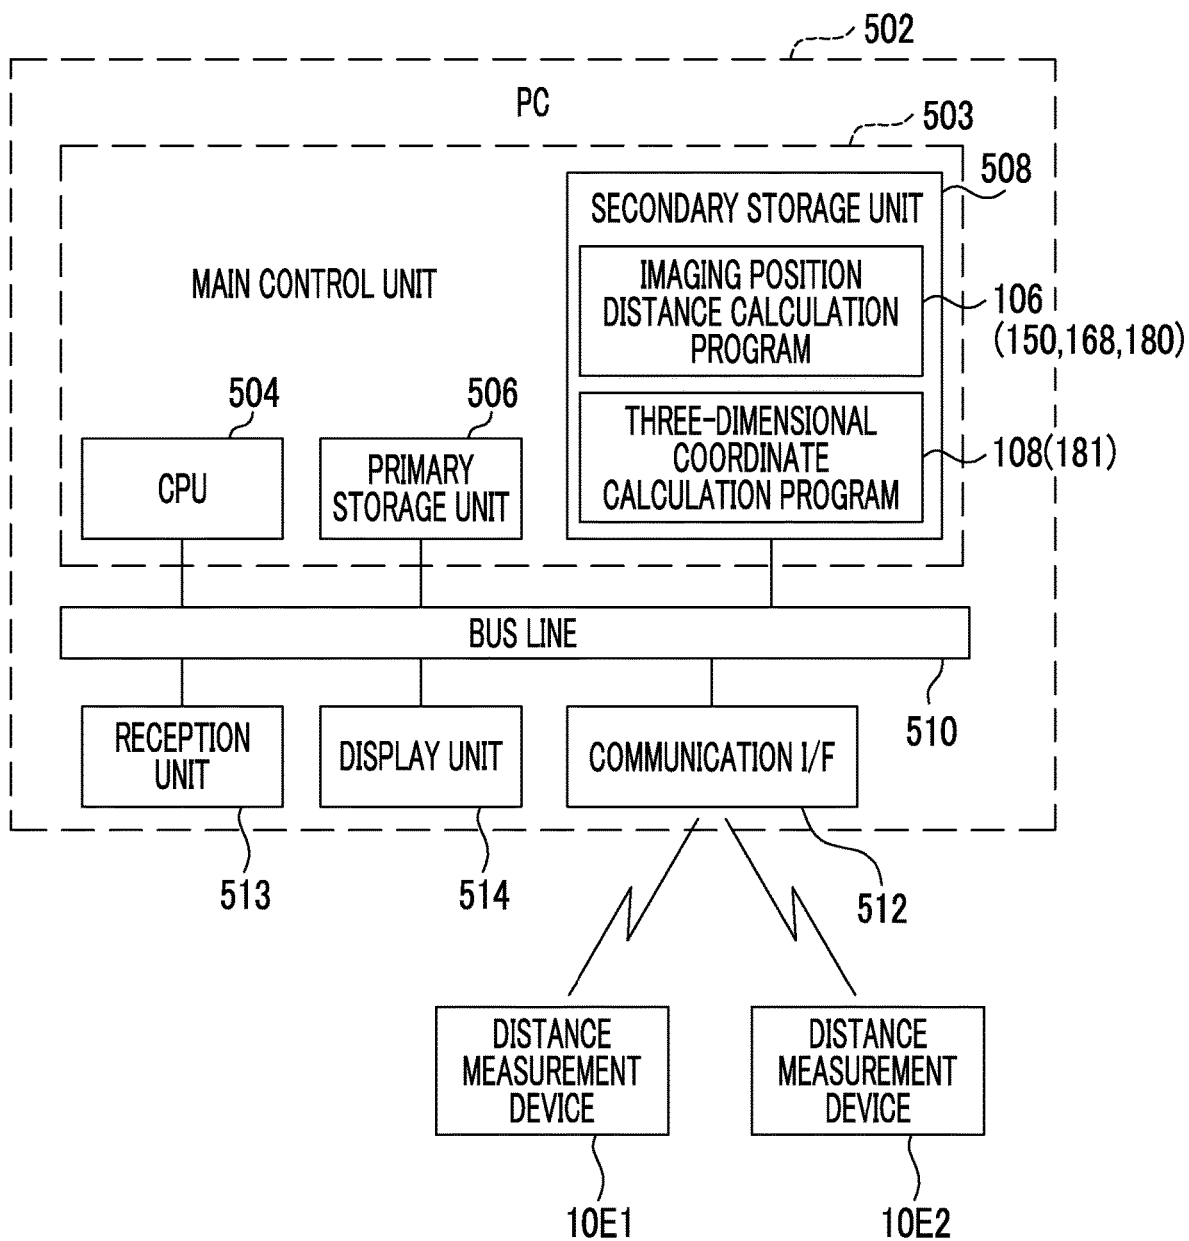 502
PC
503
508
SECONDARY STORAGE UNIT
MAIN CONTROL UNIT
IMAGING POSITION
DISTANCE CALCULATION
PROGRAM
106
(150,168,180)
504
506
CPU
PRIMARY
STORAGE UNIT
THREE-DIMENSIONAL
COORDINATE
CALCULATION PROGRAM
108(181)
BUS LINE
510
RECEPTION
UNIT
DISPLAY UNIT
COMMUNICATION I/F
513
514
512
DISTANCE
MEASUREMENT
DEVICE
DISTANCE
MEASUREMENT
DEVICE
10E1
10E2